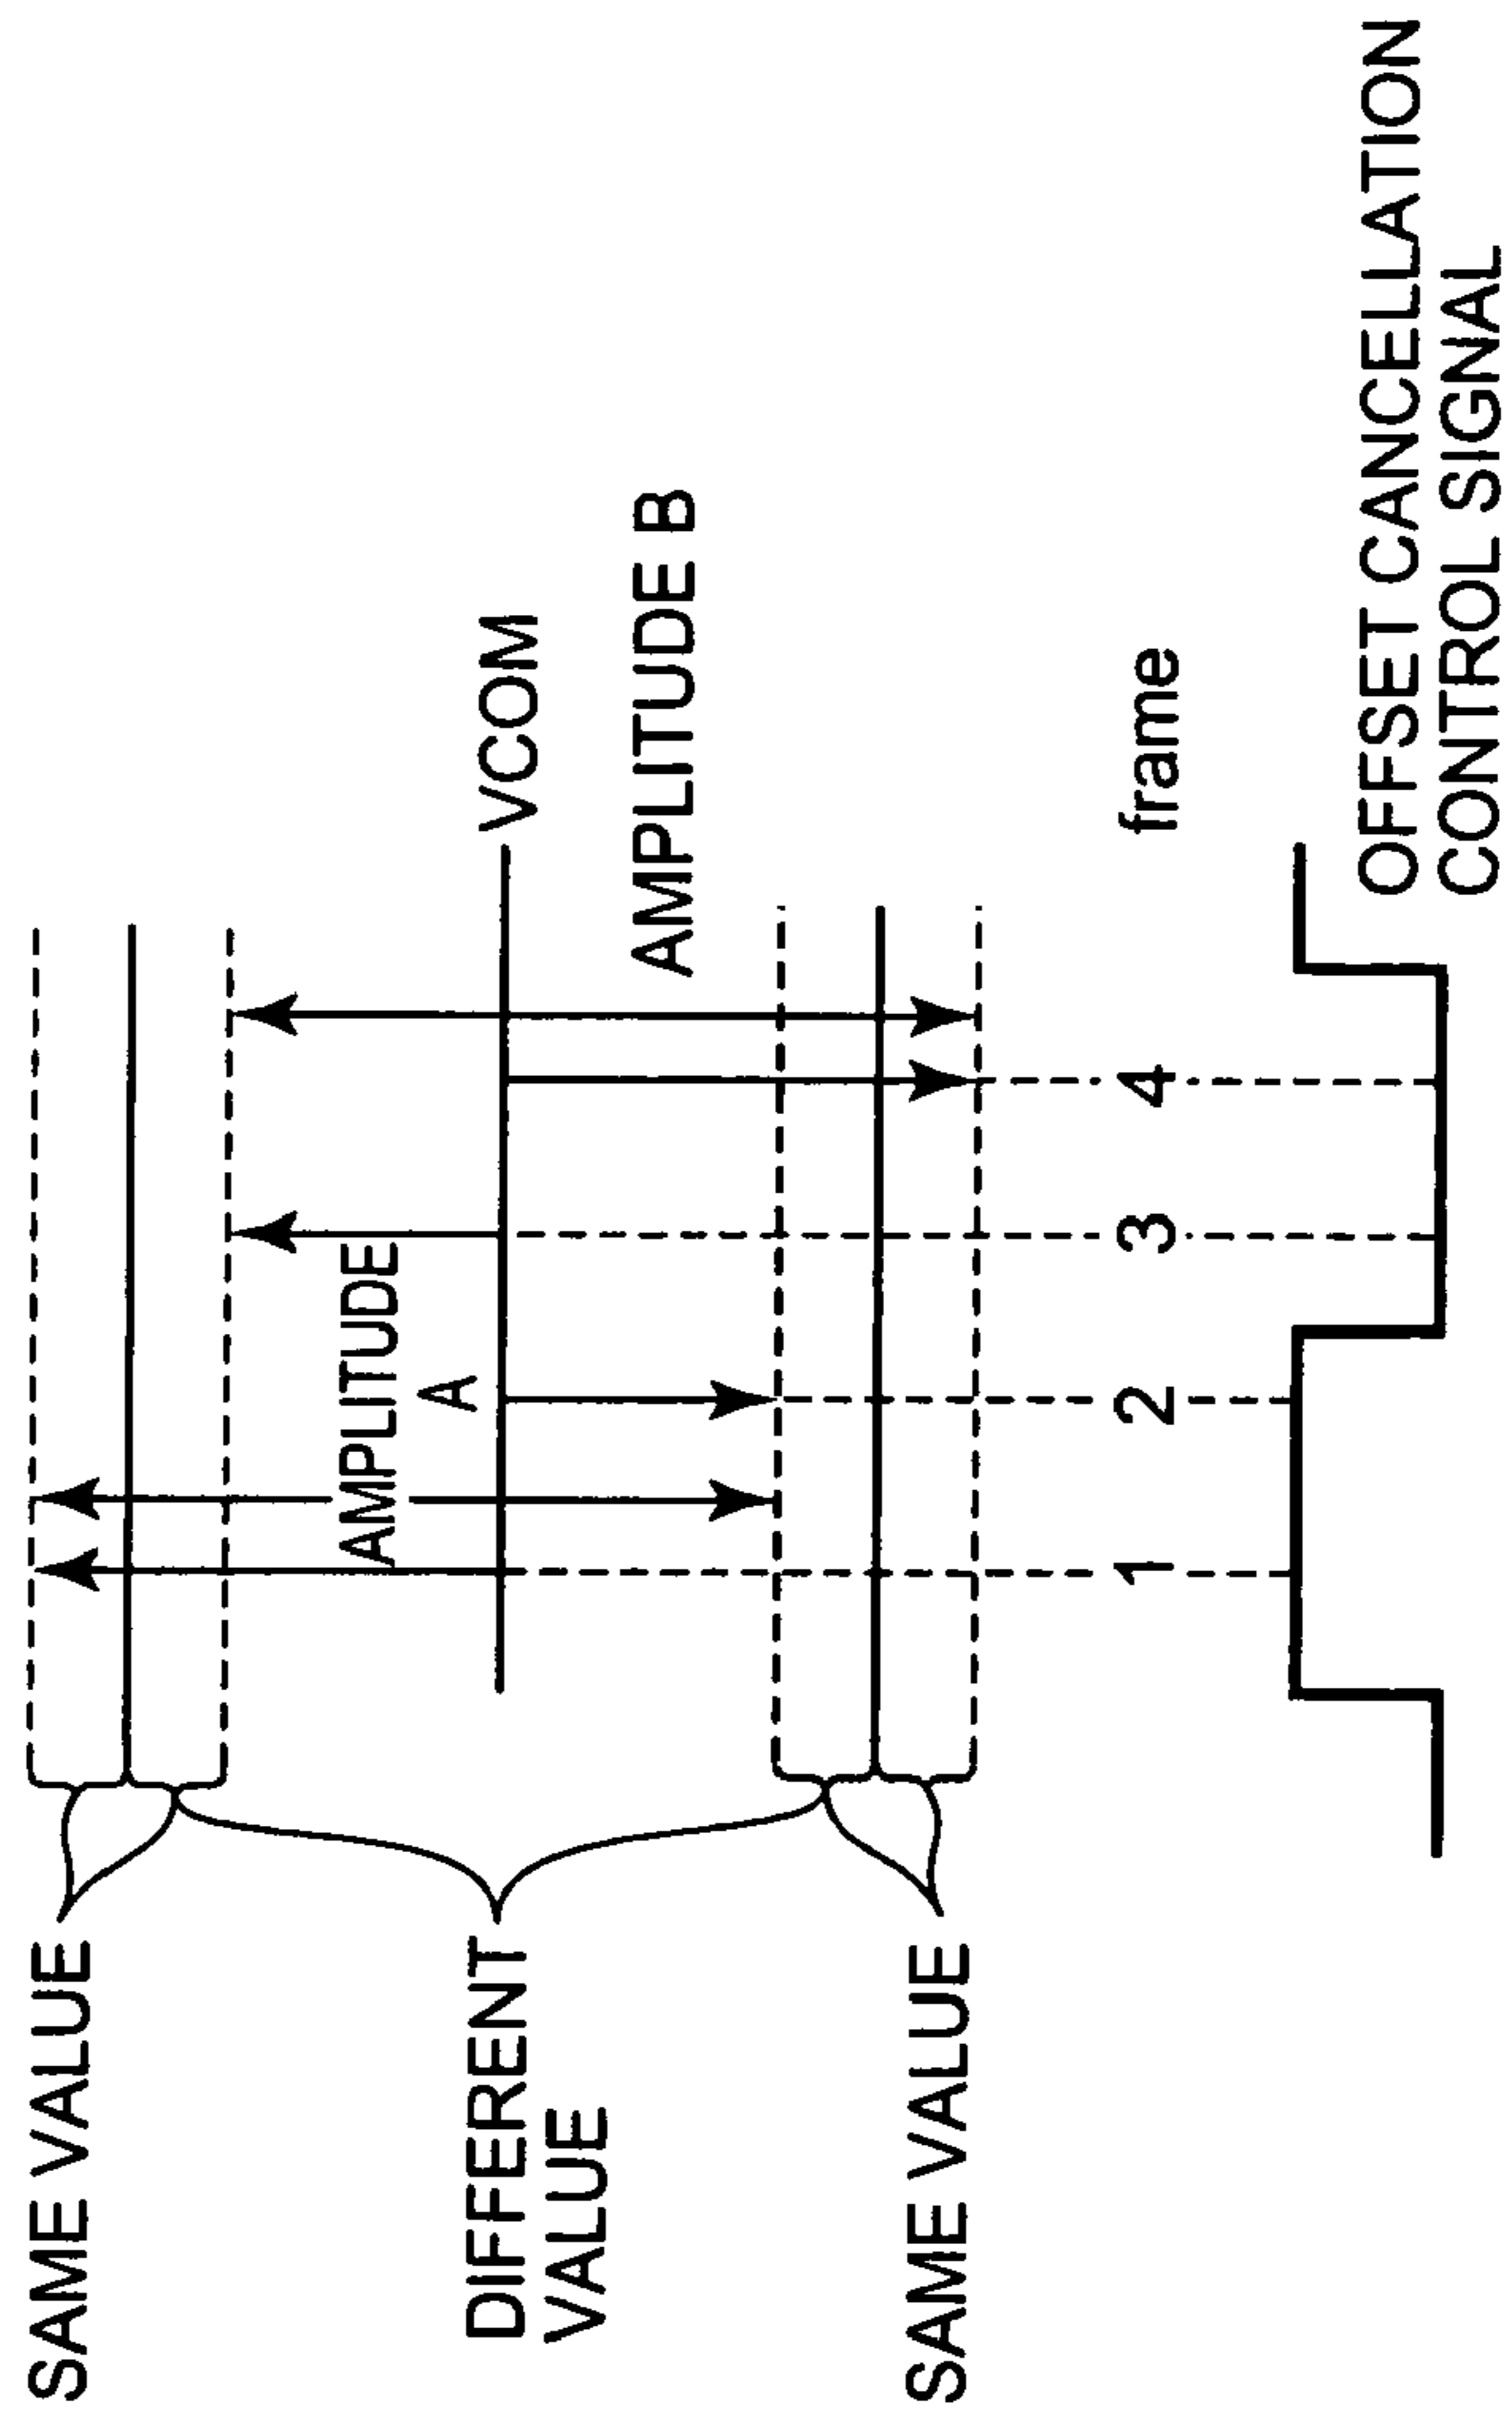 SAME VALUE
DIFFERENT
VALUE
SAME VALUE
AMPLITUDE
A
VCOM
AMPLITUDE B
1
2
3
4
frame
OFFSET CANCELLATION
CONTROL SIGNAL